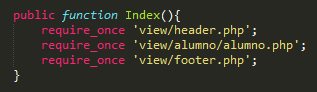 public function Index(){
    require_once 'view/header.php';
    require_once 'view/alumno/alumno.php';
    require_once 'view/footer.php';
}